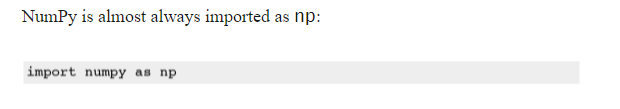 NumPy is almost always imported as np:
import numpy as np